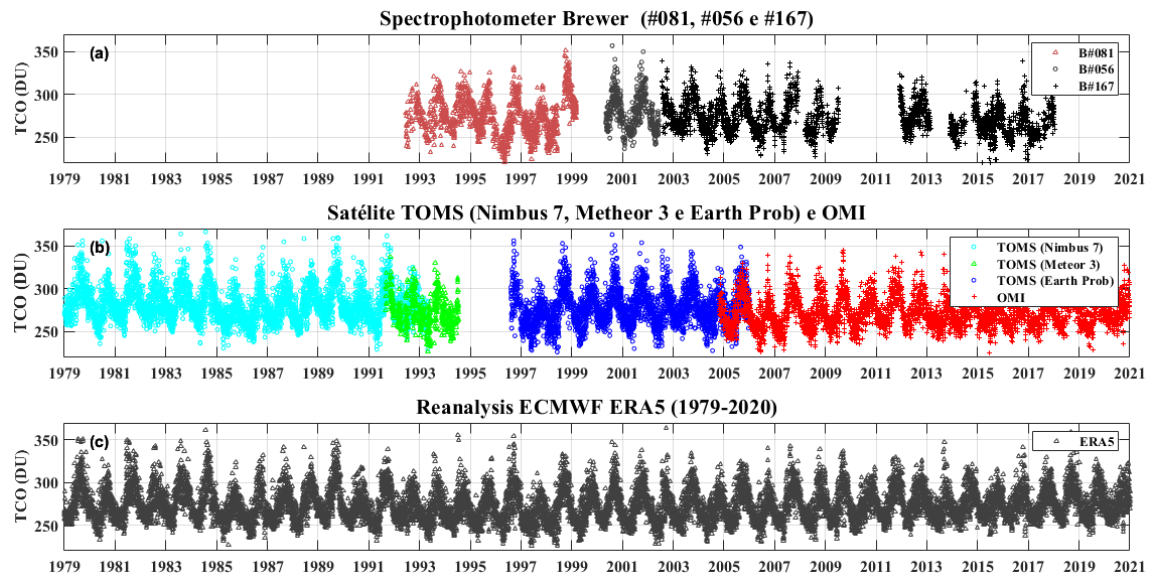 Spectrophotometer Brewer (#081, #056 e #167)
(a)
TCO (DU)
350
300
250
B#081
B#056
B#167
1979 1981 1983 1985 1987 1989 1991 1993 1995 1997 1999 2001 2003 2005 2007 2009 2011 2013 2015 2017 2019 2021
Satélite TOMS (Nimbus 7, Metheor 3 e Earth Prob) e OMI
(b)
TCO (DU)
350
300
250
TOMS (Nimbus 7)
TOMS (Meteor 3)
TOMS (Earth Prob)
OMI
1979 1981 1983 1985 1987 1989 1991 1993 1995 1997 1999 2001 2003 2005 2007 2009 2011 2013 2015 2017 2019 2021
Reanalysis ECMWF ERA5 (1979-2020)
(c)
TCO (DU)
350
300
250
ERA5
1979 1981 1983 1985 1987 1989 1991 1993 1995 1997 1999 2001 2003 2005 2007 2009 2011 2013 2015 2017 2019 2021